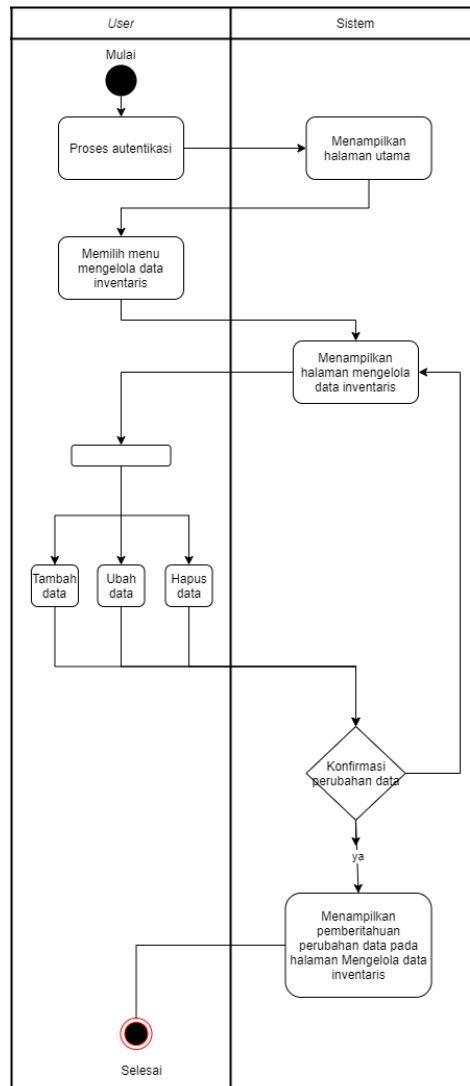 User
Sistem
Mulai
Proses autentikasi
Menampilkan
halaman utama
Memilih menu
mengelola data
inventaris
Menampilkan
halaman mengelola
data inventaris
Tambah
data
Ubah
data
Hapus
data
Konfirmasi
perubahan data
ya
Menampilkan
pemberitahuan
perubahan data pada
halaman Mengelola data
inventaris
Selesai